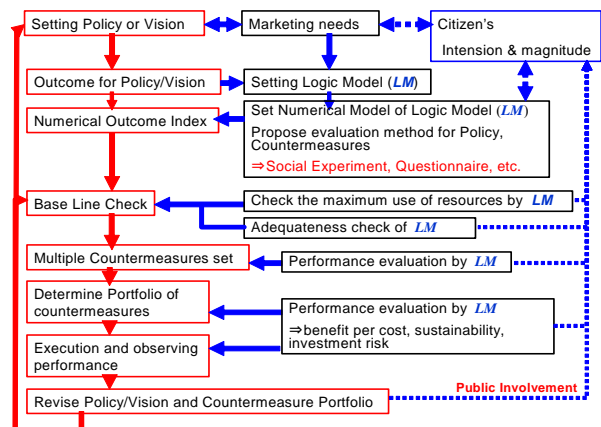 Setting Policy or Vision
Marketing needs
Citizen's
Intension & magnitude
Outcome for Policy/Vision
Setting Logic Model (LM)
Numerical Outcome Index
Set Numerical Model of Logic Model (LM)
Propose evaluation method for Policy,
Countermeasures
⇒Social Experiment, Questionnaire, etc.
Base Line Check
Check the maximum use of resources by LM
Adequateness check of LM
Multiple Countermeasures set
Performance evaluation by LM
Determine Portfolio of
countermeasures
Performance evaluation by LM
⇒benefit per cost, sustainability,
investment risk
Execution and observing
performance
Public Involvement
Revise Policy/Vision and Countermeasure Portfolio